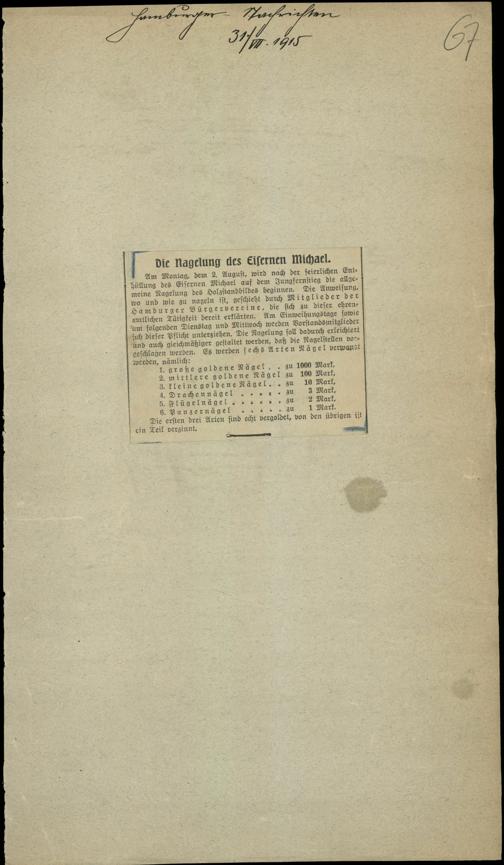 Hamburger - Nachrichten
31/VII. 1915
67
Die Nagelung des Eisernen Michael.
Am Montag, dem 2. August, wird nach der feierlichen Ent-
hüllung des Eisernen Michael auf dem Jungfernstieg die allge-
meine Nagelung des Holzstandbildes beginnen. Die Anweisung,
wo und wie zu nageln ist, geschieht durch Mitglieder der
Hamburger Bürgervereine, die sich zu dieser ehren-
amtlichen Tätigkeit bereit erklärten. Am Einweihungstage sowie
am folgenden Dienstag und Mittwoch werden Vorstandsmitglieder
sich dieser Pflicht unterziehen. Die Nagelung soll dadurch erleichtert
und auch gleichmäßiger gestaltet werden, daß die Nagelstellen vor-
geschlagen werden. Es werden sechs Arten Nägel verwandt
werden, nämlich:
1. große goldene Nägel . . zu 1000 Mark,
2. mittlere goldene Nägel zu 100 Mark,
3. kleine goldene Nägel . . zu 10 Mark,
4. Drachennägel . . . . . zu 3 Mark,
5. Flügelnägel . . . . . . zu 2 Mark,
6. Panzernägel . . . . . zu 1 Mark.
Die ersten drei Arten sind echt vergoldet, von den übrigen ist
ein Teil verzinnt.